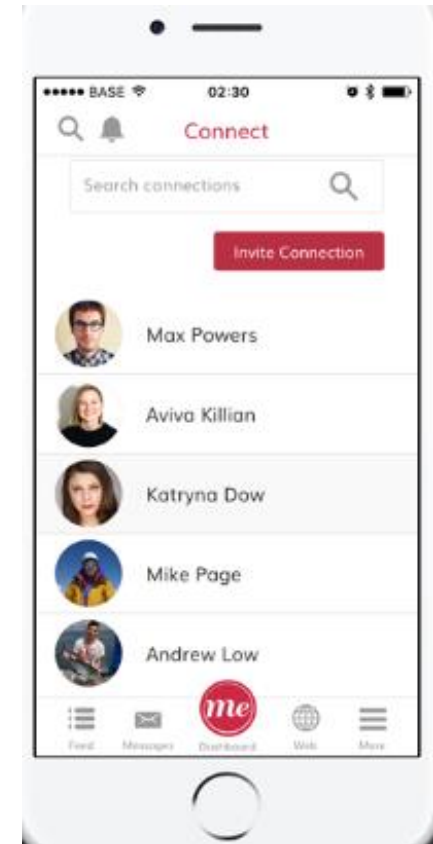 BASE 02:30
Connect
Search connections
Invite Connection
Max Powers
Aviva Killian
Katryna Dow
Mike Page
Andrew Low
me
Feed Messages Dashboard Web More